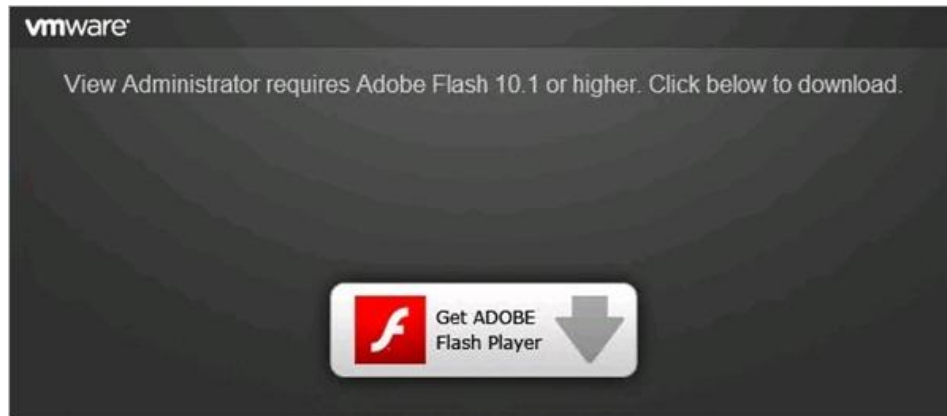 vmware
View Administrator requires Adobe Flash 10.1 or higher. Click below to download.
Get ADOBE
Flash Player